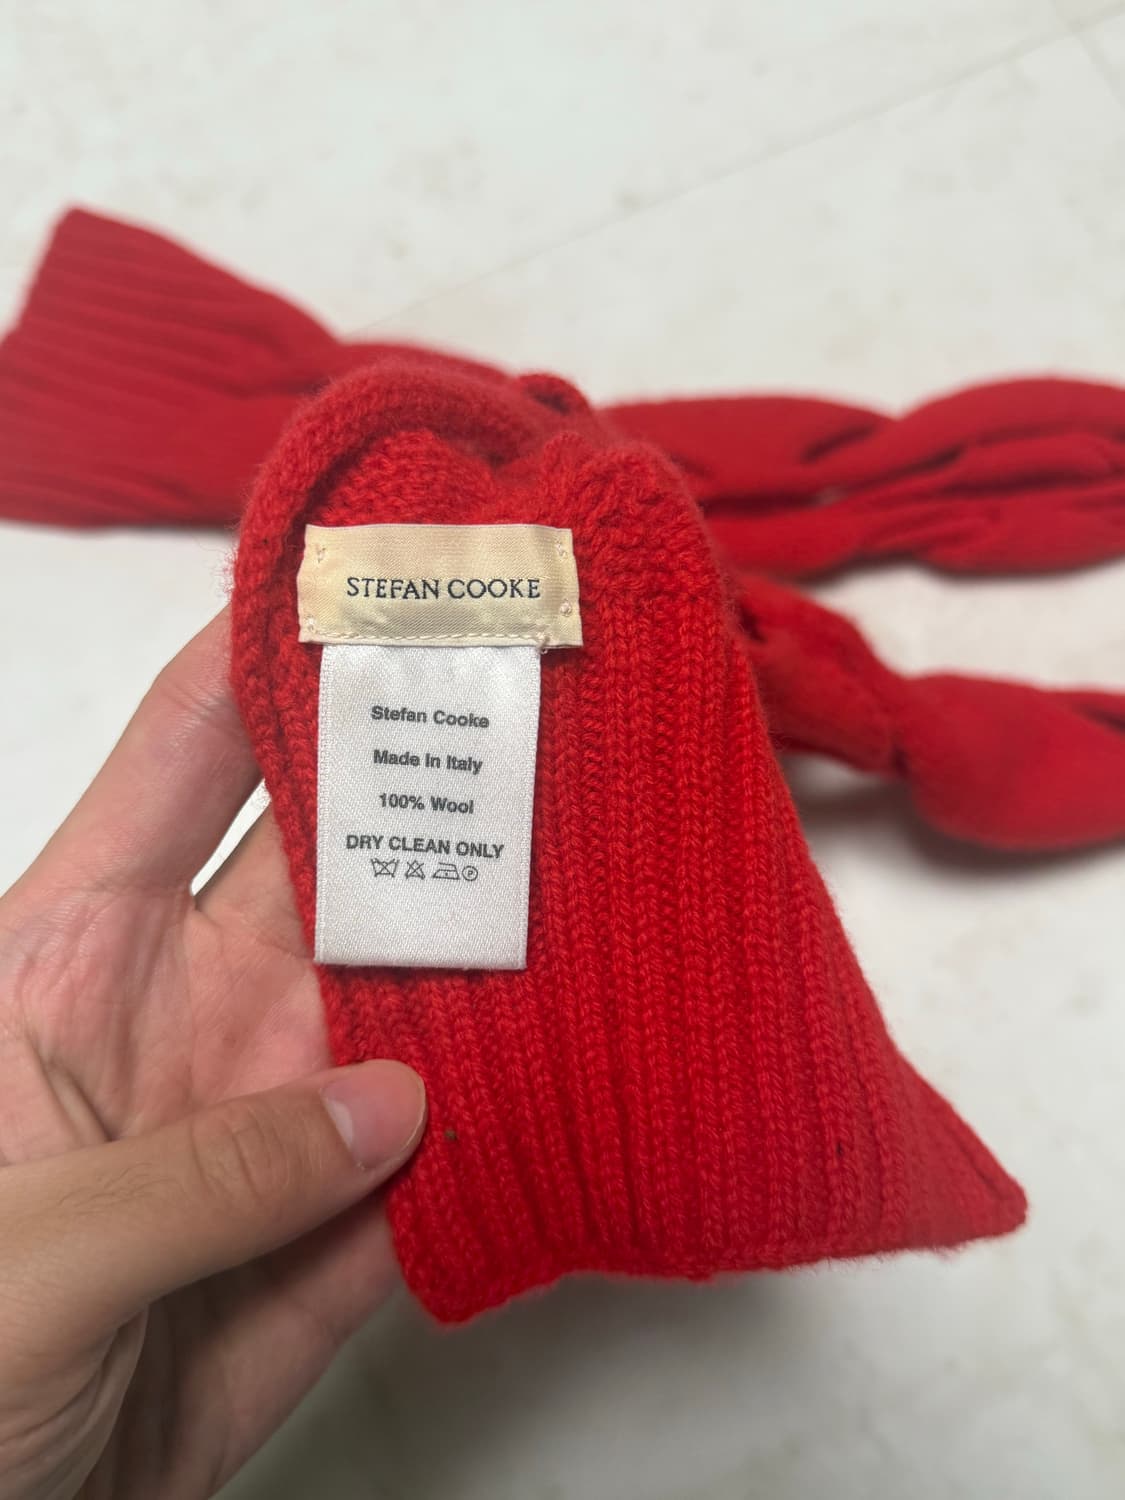 STEFAN COOKE
Stefan Cooke
Made in Italy
100% Wool
DRY CLEAN ONLY
P